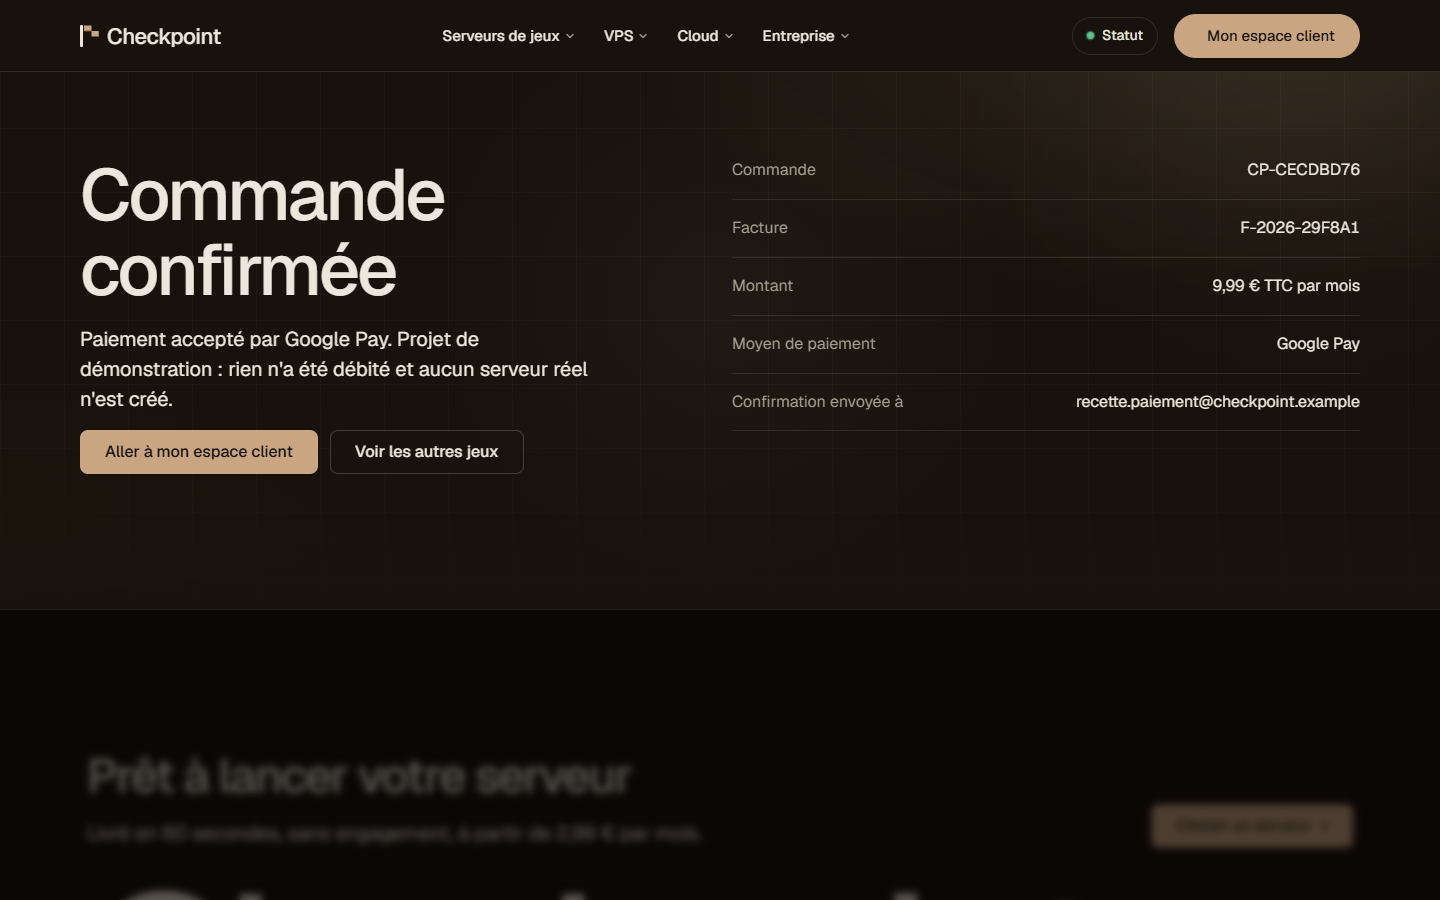 Checkpoint
Serveurs de jeux
VPS
Cloud
Entreprise
Statut
Mon espace client
Commande
confirmée
Paiement accepté par Google Pay. Projet de
démonstration : rien n'a été débité et aucun serveur réel
n'est créé.
Aller à mon espace client
Voir les autres jeux
Commande
CP-CECDBD76
Facture
F-2026-29F8A1
Montant
9,99 € TTC par mois
Moyen de paiement
Google Pay
Confirmation envoyée à
recette.paiement@checkpoint.example
Prêt à lancer votre serveur